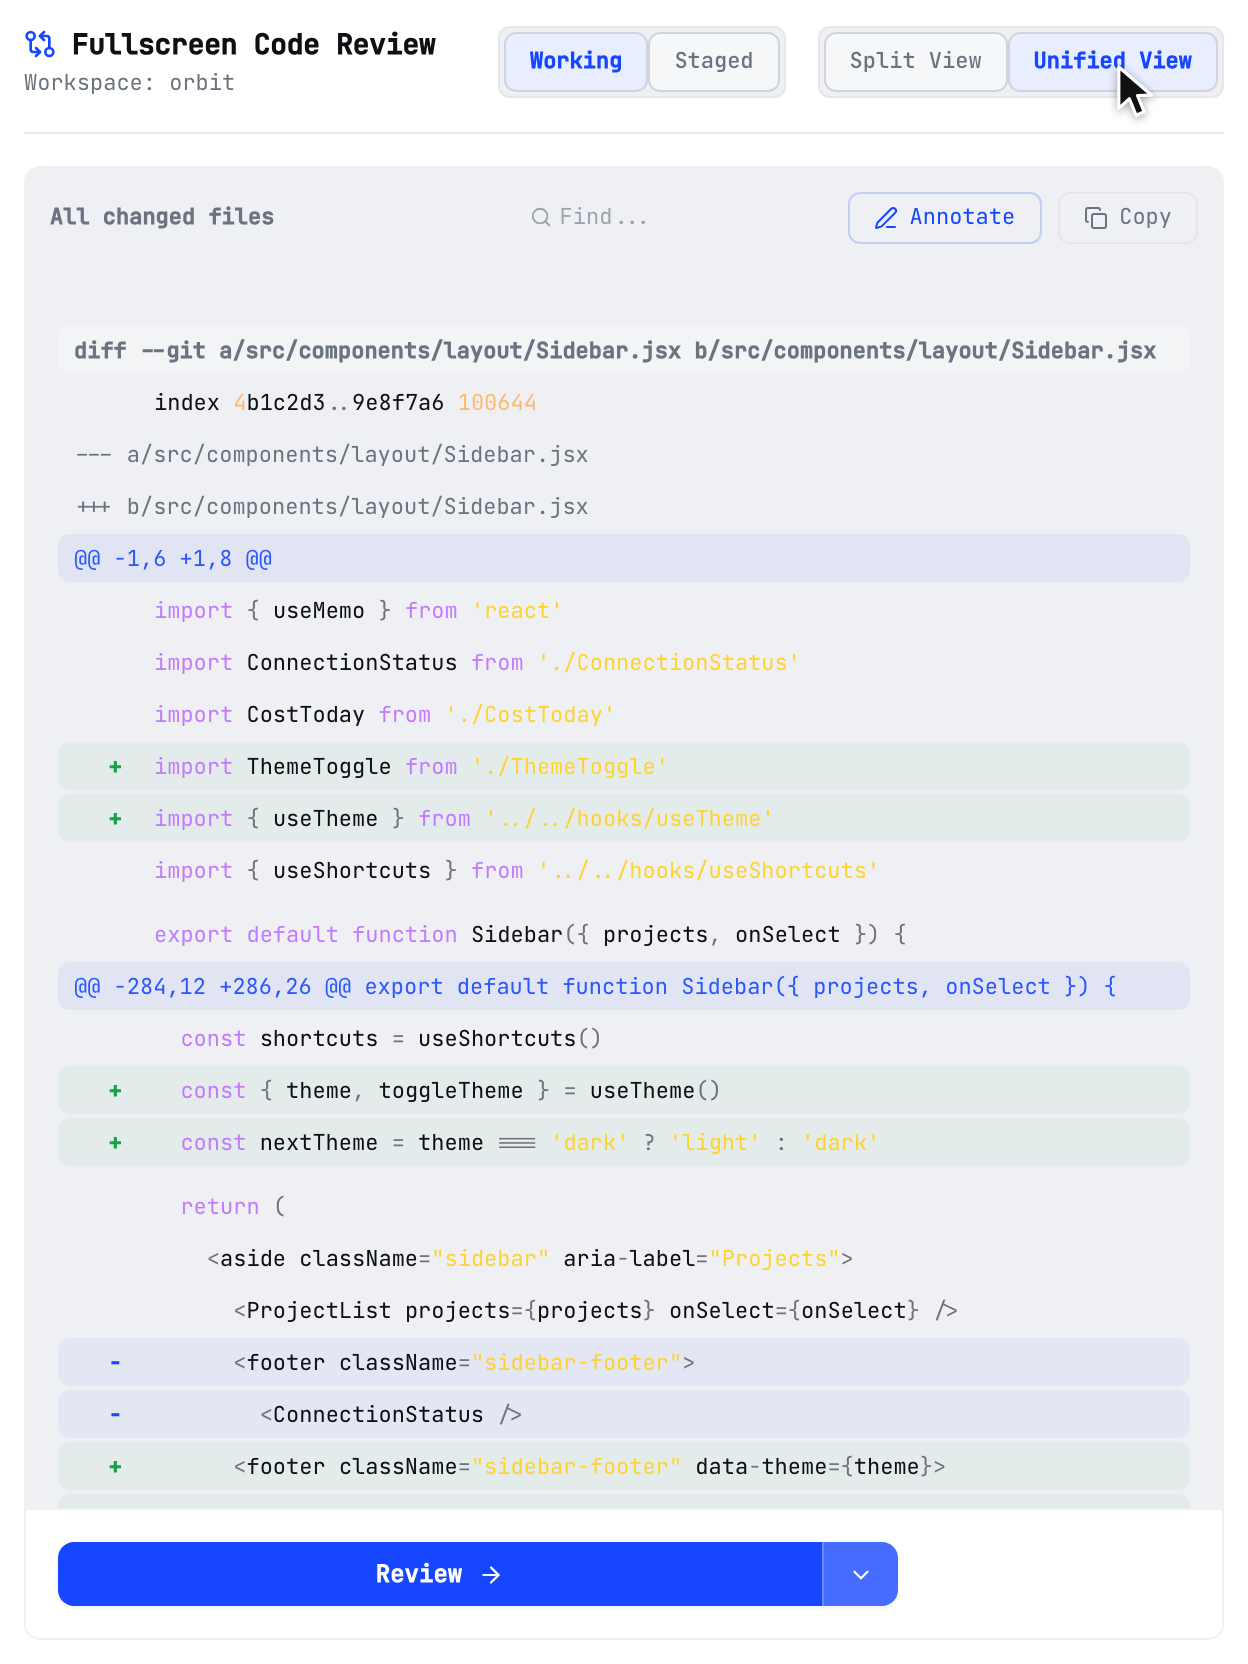 Fullscreen Code Review
Workspace: orbit
Working
Staged
Split View
Unified View
All changed files
Find...
Annotate
Copy
diff --git a/src/components/layout/Sidebar.jsx b/src/components/layout/Sidebar.jsx
index 4b1c2d3..9e8f7a6 100644
--- a/src/components/layout/Sidebar.jsx
+++ b/src/components/layout/Sidebar.jsx
@@ -1,6 +1,8 @@
import { useMemo } from 'react'
import ConnectionStatus from './ConnectionStatus'
import CostToday from './CostToday'
+ import ThemeToggle from './ThemeToggle'
+ import { useTheme } from '../../hooks/useTheme'
import { useShortcuts } from '../../hooks/useShortcuts'
export default function Sidebar({ projects, onSelect }) {
@@ -284,12 +286,26 @@ export default function Sidebar({ projects, onSelect }) {
const shortcuts = useShortcuts()
+ const { theme, toggleTheme } = useTheme()
+ const nextTheme = theme === 'dark' ? 'light' : 'dark'
return (
<aside className="sidebar" aria-label="Projects">
<ProjectList projects={projects} onSelect={onSelect} />
- <footer className="sidebar-footer">
- <ConnectionStatus />
+ <footer className="sidebar-footer" data-theme={theme}>
Review →